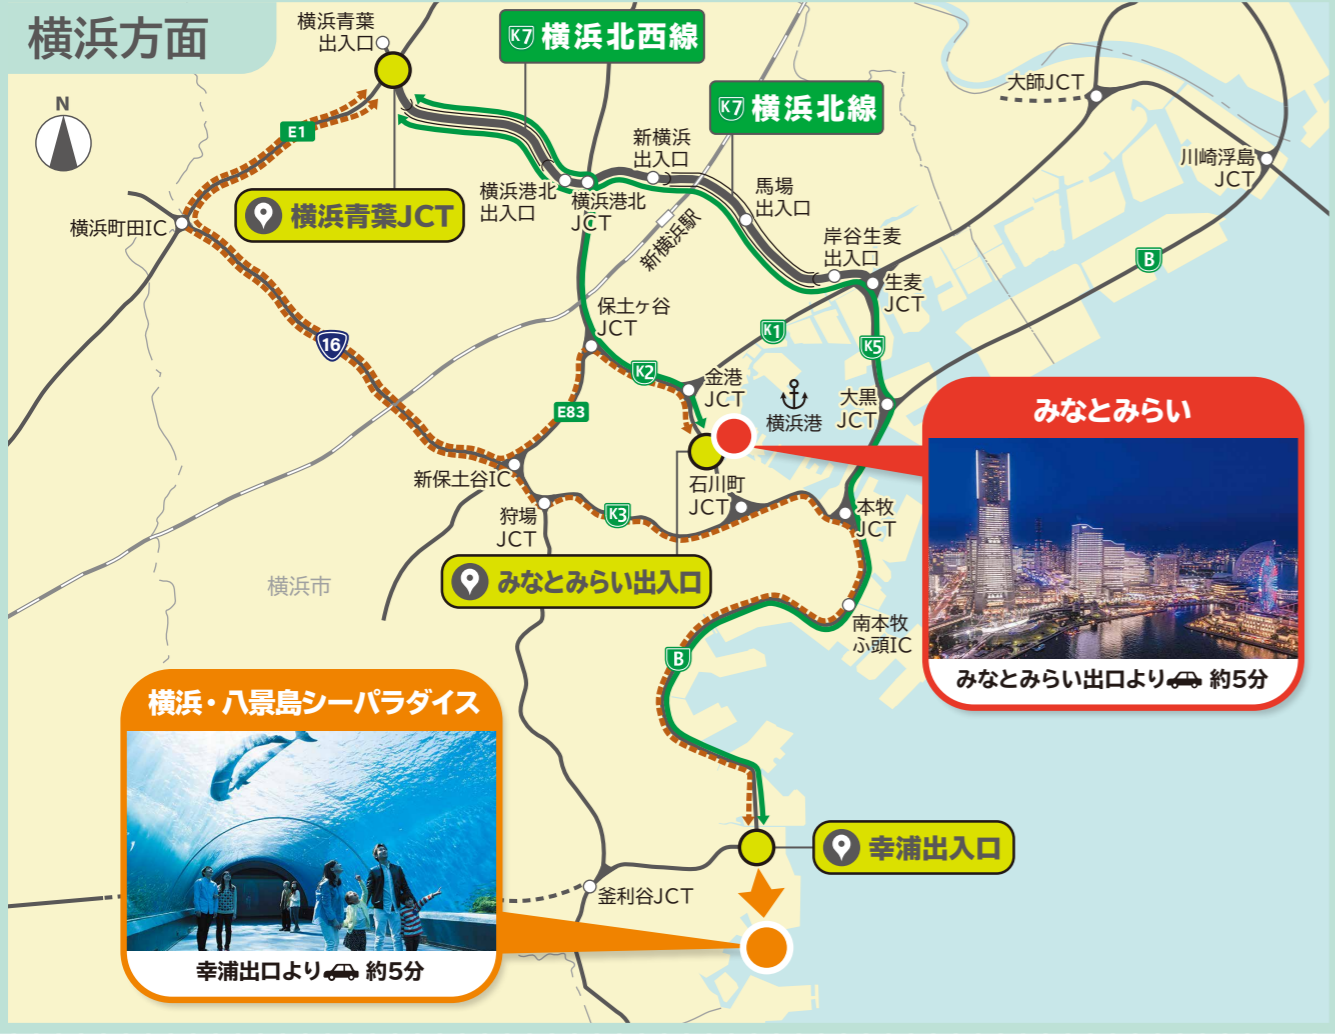 横浜方面
横浜青葉
出入口
K7 横浜北西線
K7 横浜北線
大師JCT
N
E1
新横浜
出入口
川崎浮島
JCT
横浜港北
出入口
横浜港北
JCT
馬場
出入口
横浜町田IC
横浜青葉JCT
新横浜駅
岸谷生麦
出入口
B
生麦
JCT
保土ヶ谷
JCT
K1
16
K5
K2
金港
JCT
大黒
JCT
横浜港
E83
みなとみらい
新保土谷IC
石川町
JCT
狩場
JCT
K3
本牧
JCT
横浜市
みなとみらい出入口
南本牧
ふ頭IC
B
みなとみらい出口より 約5分
横浜・八景島シーパラダイス
幸浦出入口
釜利谷JCT
幸浦出口より 約5分